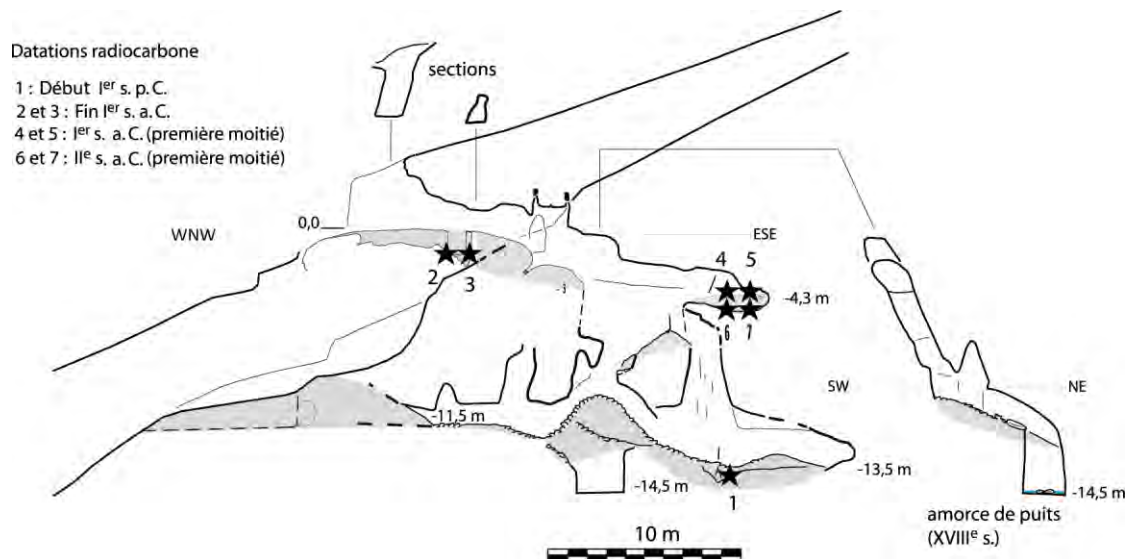 Datations radiocarbone
1 : Début Iᵉʳ s. p. C.
2 et 3 : Fin Iᵉʳ s. a. C.
4 et 5 : Iᵉʳ s. a. C. (première moitié)
6 et 7 : IIᵉ s. a. C. (première moitié)
sections
WNW
0,0
ESE
2 3
4 5
-4,3 m
6 7
SW
NE
-11,5 m
-13,5 m
-14,5 m
1
-14,5 m
amorce de puits
(XVIIIᵉ s.)
10 m